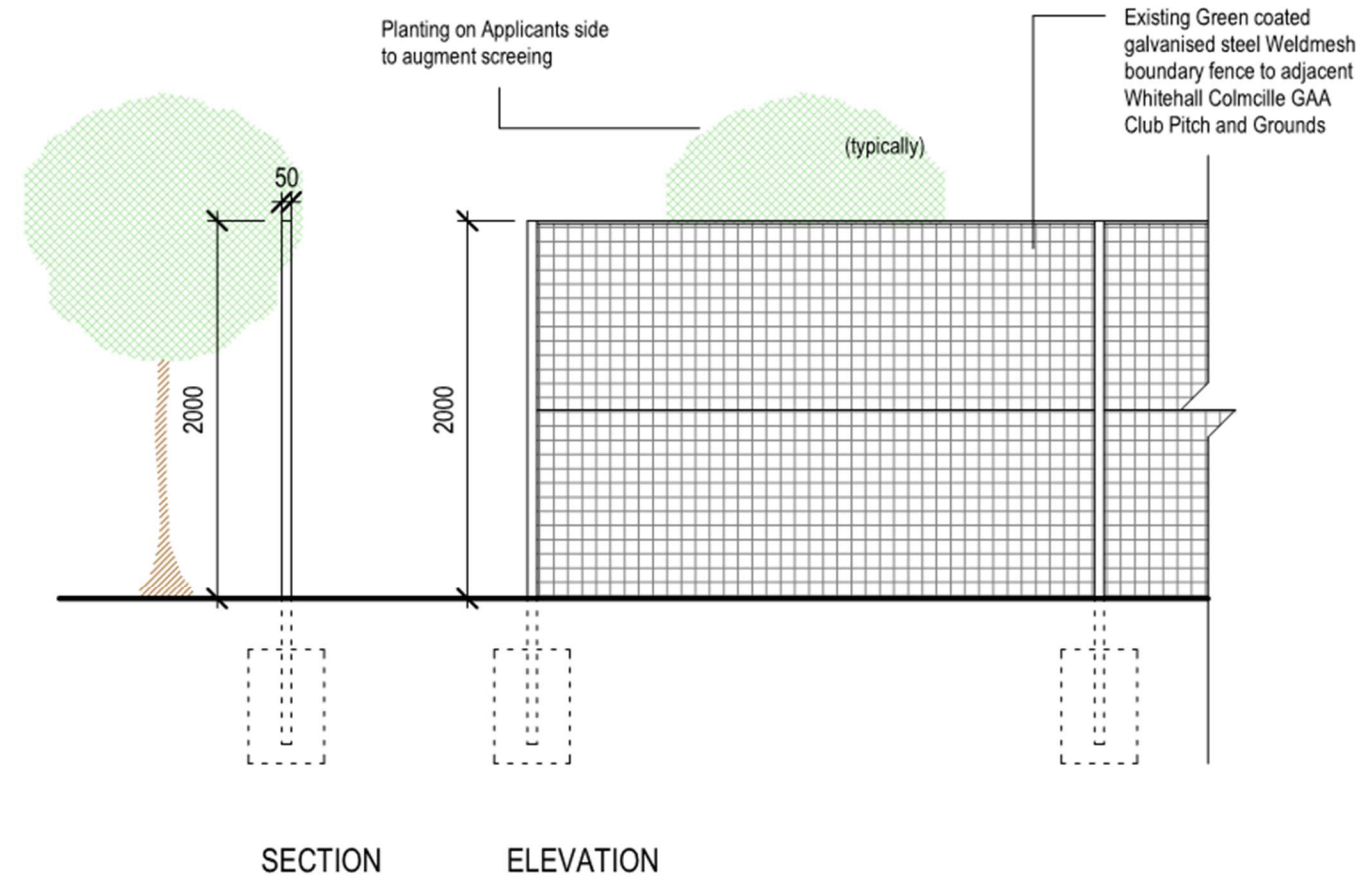 Planting on Applicants side
to augment screeing
Existing Green coated
galvanised steel Weldmesh
boundary fence to adjacent
Whitehall Colmcille GAA
Club Pitch and Grounds
(typically)
50
2000
2000
SECTION
ELEVATION